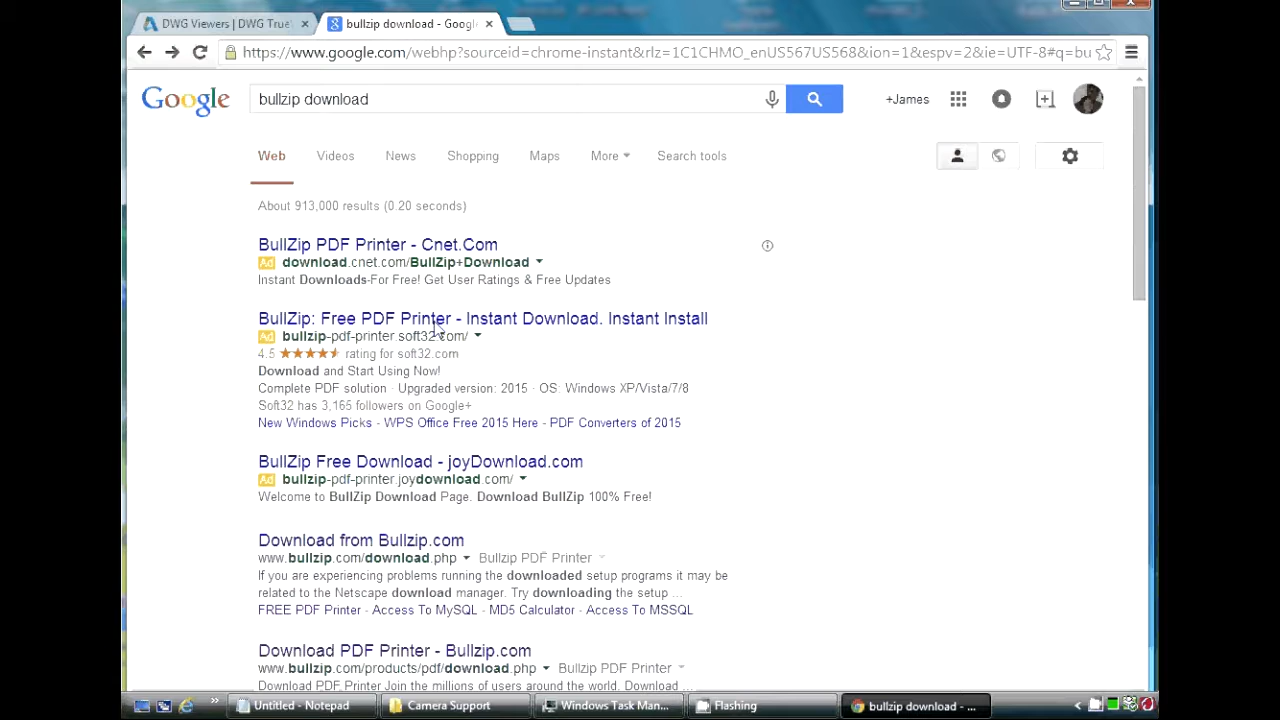 DWG Viewers | DWG True
bullzip download - Google
https://www.google.com/webhp?sourceid=chrome-instant&rlz=1C1CHMO_enUS567US568&ion=1&espv=2&ie=UTF-8#q=bu
Google
bullzip download
+James
Web Videos News Shopping Maps More Search tools
About 913,000 results (0.20 seconds)
BullZip PDF Printer - Cnet.Com
Ad download.cnet.com/BullZip+Download
Instant Downloads-For Free! Get User Ratings & Free Updates
BullZip: Free PDF Printer - Instant Download. Instant Install
Ad bullzip-pdf-printer.soft32.com/
4.5 ★★★★★ rating for soft32.com
Download and Start Using Now!
Complete PDF solution · Upgraded version: 2015 · OS: Windows XP/Vista/7/8
Soft32 has 3,165 followers on Google+
New Windows Picks - WPS Office Free 2015 Here - PDF Converters of 2015
BullZip Free Download - joyDownload.com
Ad bullzip-pdf-printer.joydownload.com/
Welcome to BullZip Download Page. Download BullZip 100% Free!
Download from Bullzip.com
www.bullzip.com/download.php Bullzip PDF Printer
If you are experiencing problems running the downloaded setup programs it may be
related to the Netscape download manager. Try downloading the setup ...
FREE PDF Printer - Access To MySQL - MD5 Calculator - Access To MSSQL
Download PDF Printer - Bullzip.com
www.bullzip.com/products/pdf/download.php Bullzip PDF Printer
Download PDF Printer Join the millions of users around the world. Download ...
Untitled - Notepad
Camera Support
Windows Task Man...
Flashing
bullzip download - ...